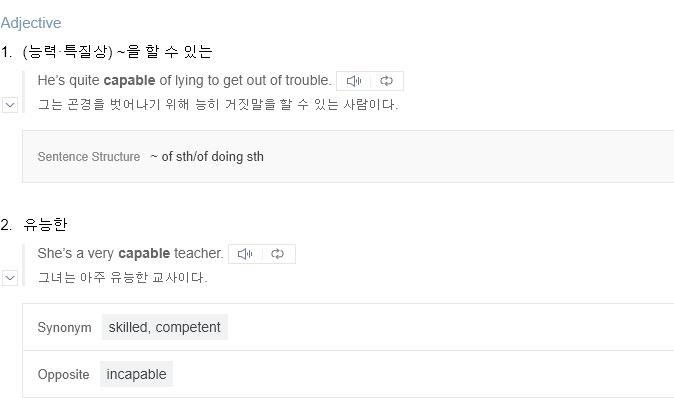 Adjective
1. (능력·특질상) ~을 할 수 있는
He's quite capable of lying to get out of trouble.
그는 곤경을 벗어나기 위해 능히 거짓말을 할 수 있는 사람이다.
Sentence Structure ~ of sth/of doing sth
2. 유능한
She's a very capable teacher.
그녀는 아주 유능한 교사이다.
Synonym skilled, competent
Opposite incapable